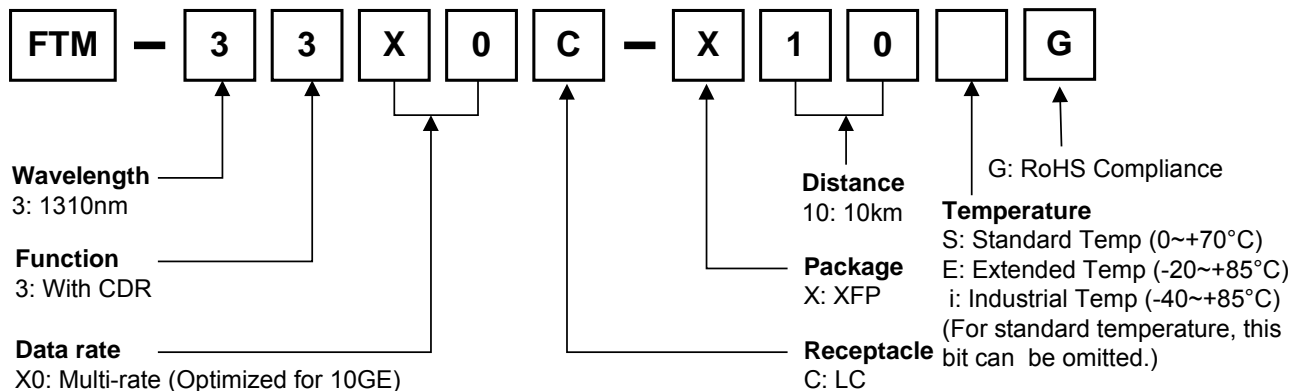 FTM – 3 3 X 0 C – X 1 0 G
Wavelength
3: 1310nm
Function
3: With CDR
Data rate
X0: Multi-rate (Optimized for 10GE)
Distance
10: 10km
Package
X: XFP
Receptacle
C: LC
G: RoHS Compliance
Temperature
S: Standard Temp (0~+70°C)
E: Extended Temp (-20~+85°C)
i: Industrial Temp (-40~+85°C)
(For standard temperature, this
bit can be omitted.)